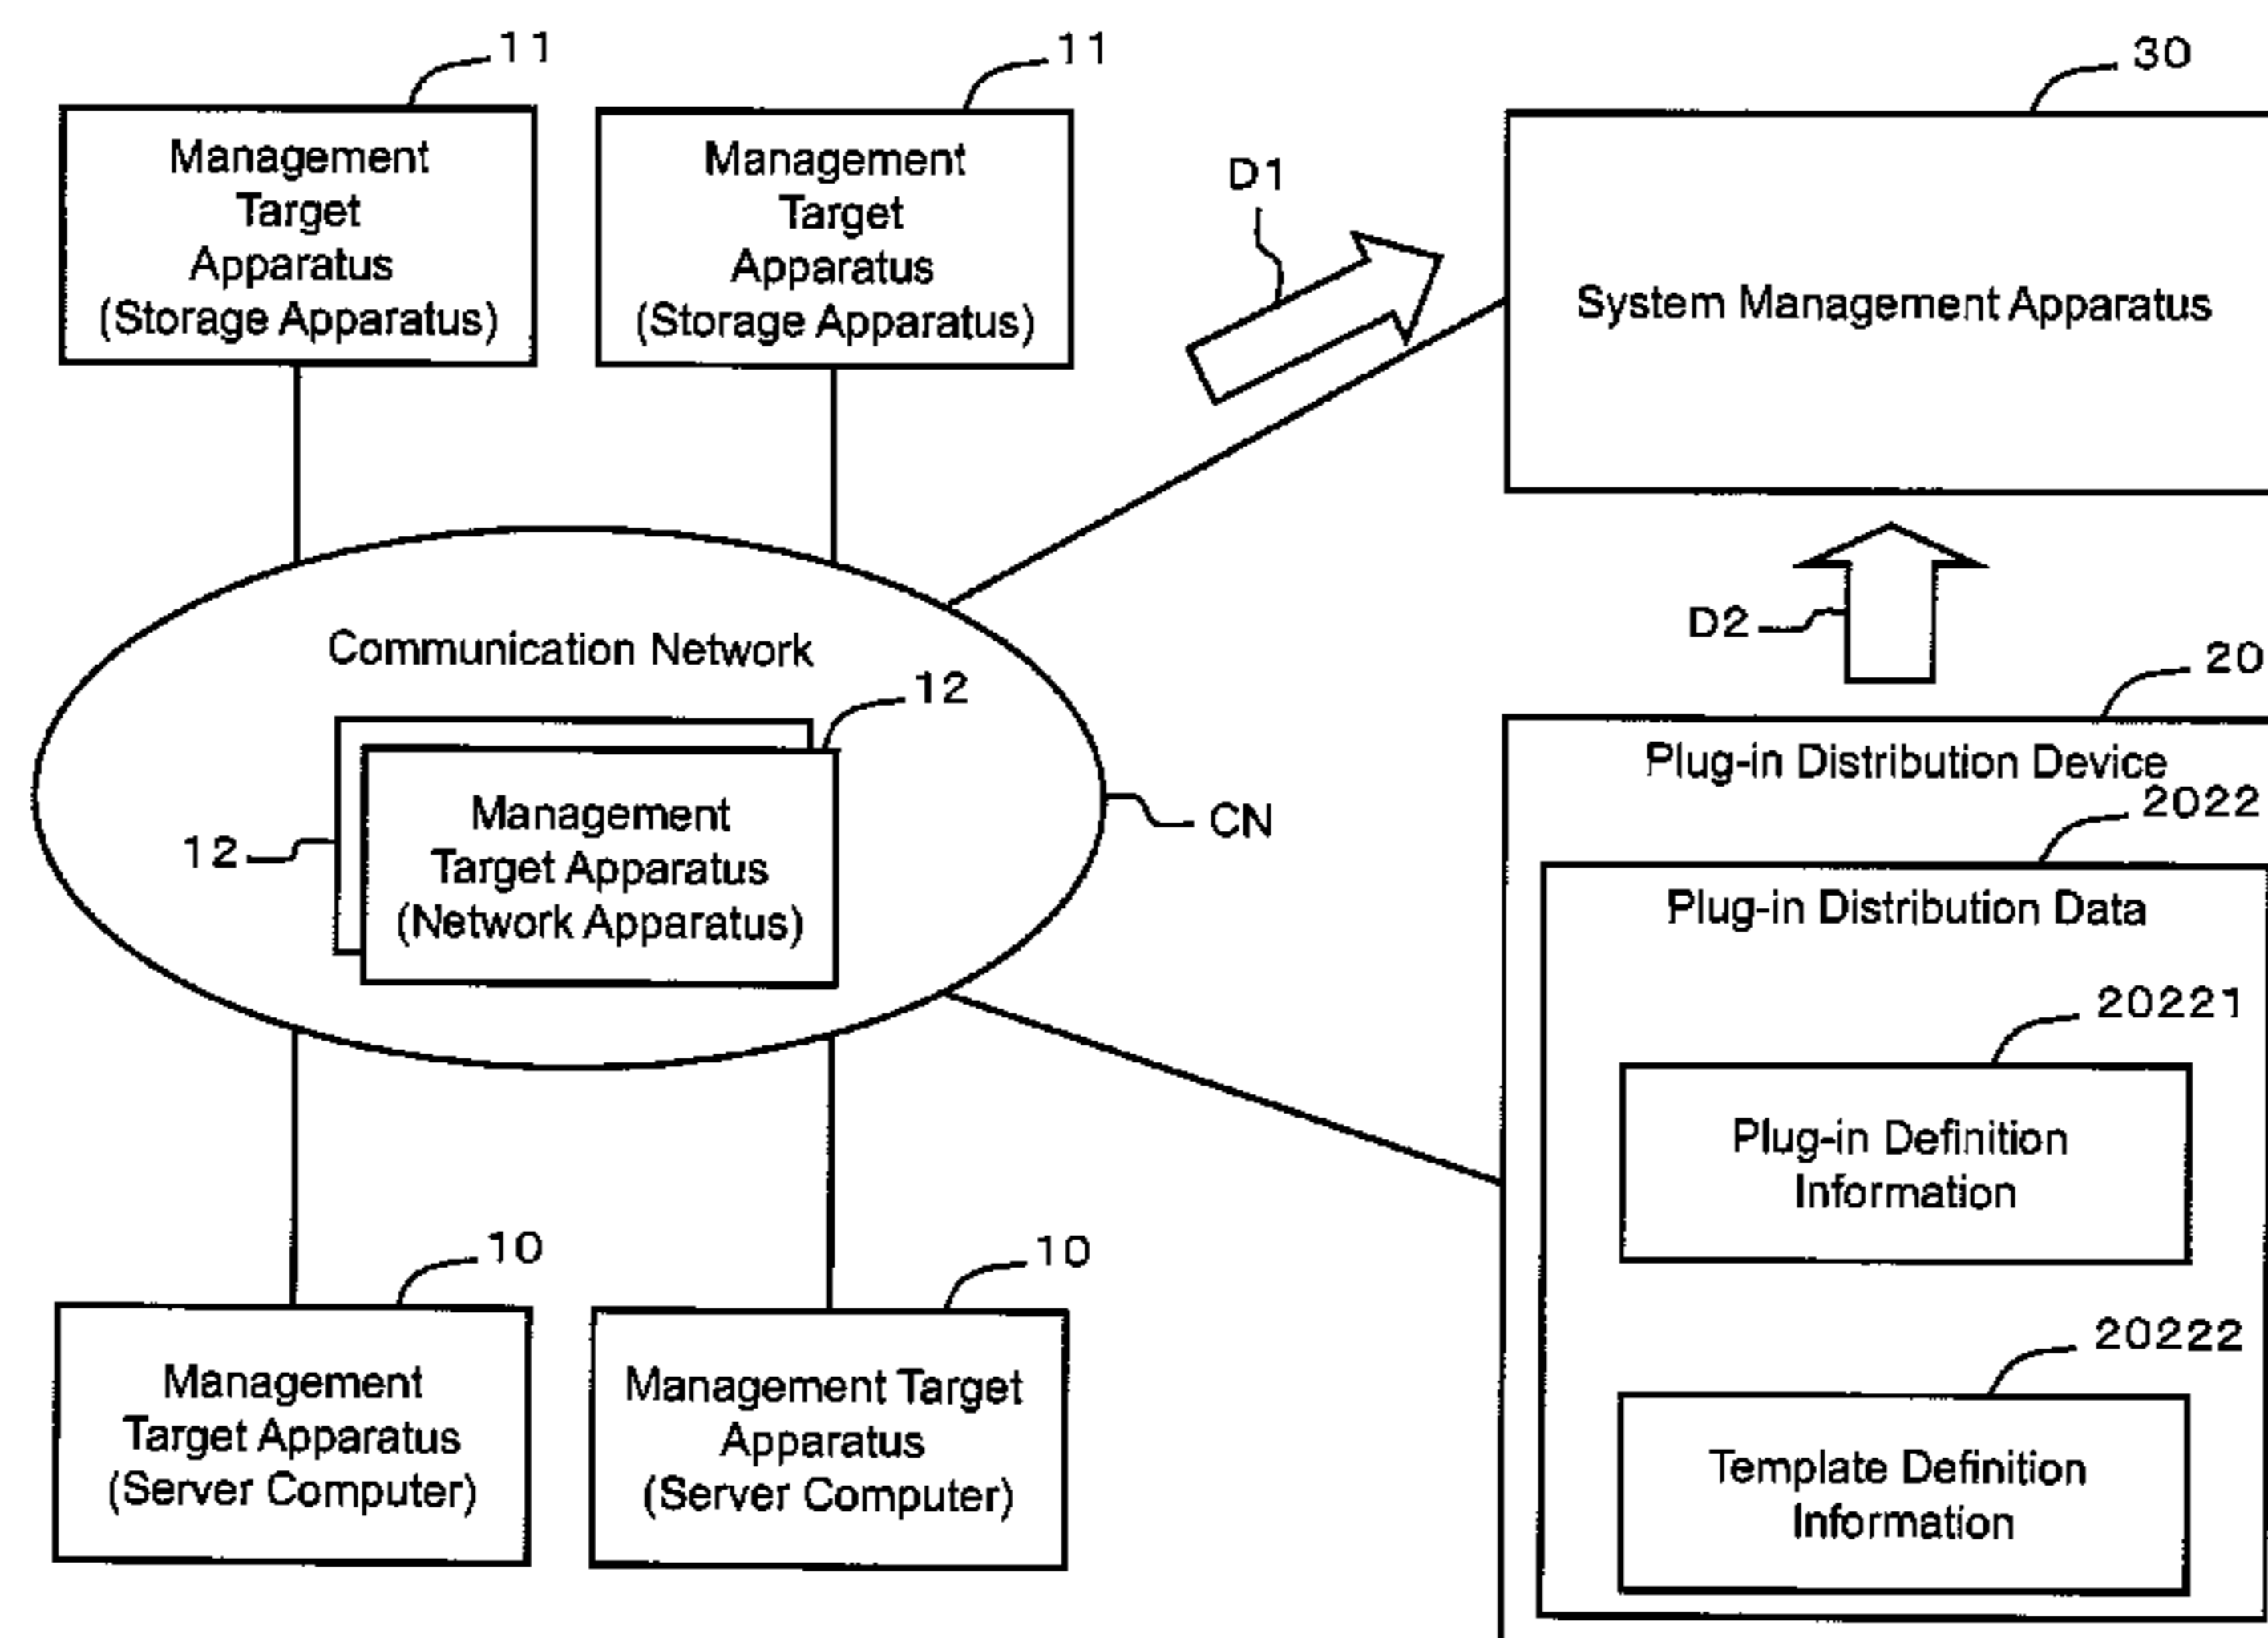 11
Management
Target
Apparatus
(Storage Apparatus)
11
Management
Target
Apparatus
(Storage Apparatus)
D1
30
System Management Apparatus
Communication Network
12
12
Management
Target Apparatus
(Network Apparatus)
CN
D2
20
Plug-in Distribution Device
2022
Plug-in Distribution Data
20221
Plug-in Definition
Information
20222
Template Definition
Information
10
Management
Target Apparatus
(Server Computer)
10
Management Target
Apparatus
(Server Computer)